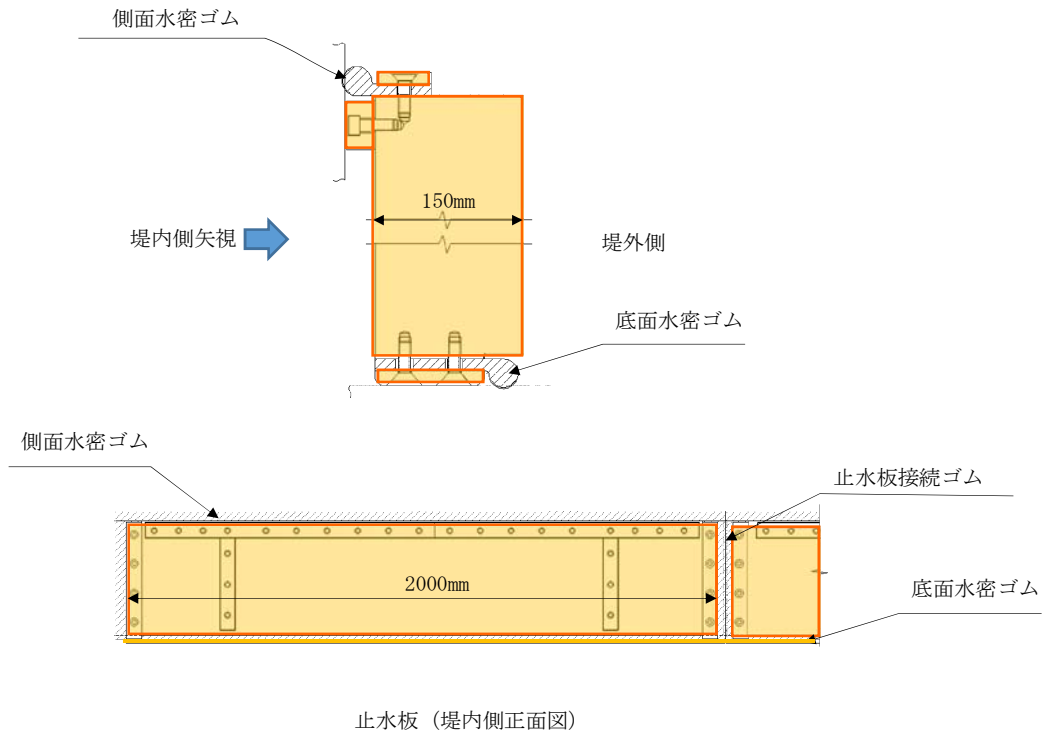 側面水密ゴム
150mm
堤内側矢視
堤外側
底面水密ゴム
側面水密ゴム
止水板接続ゴム
2000mm
底面水密ゴム
止水板（堤内側正面図）